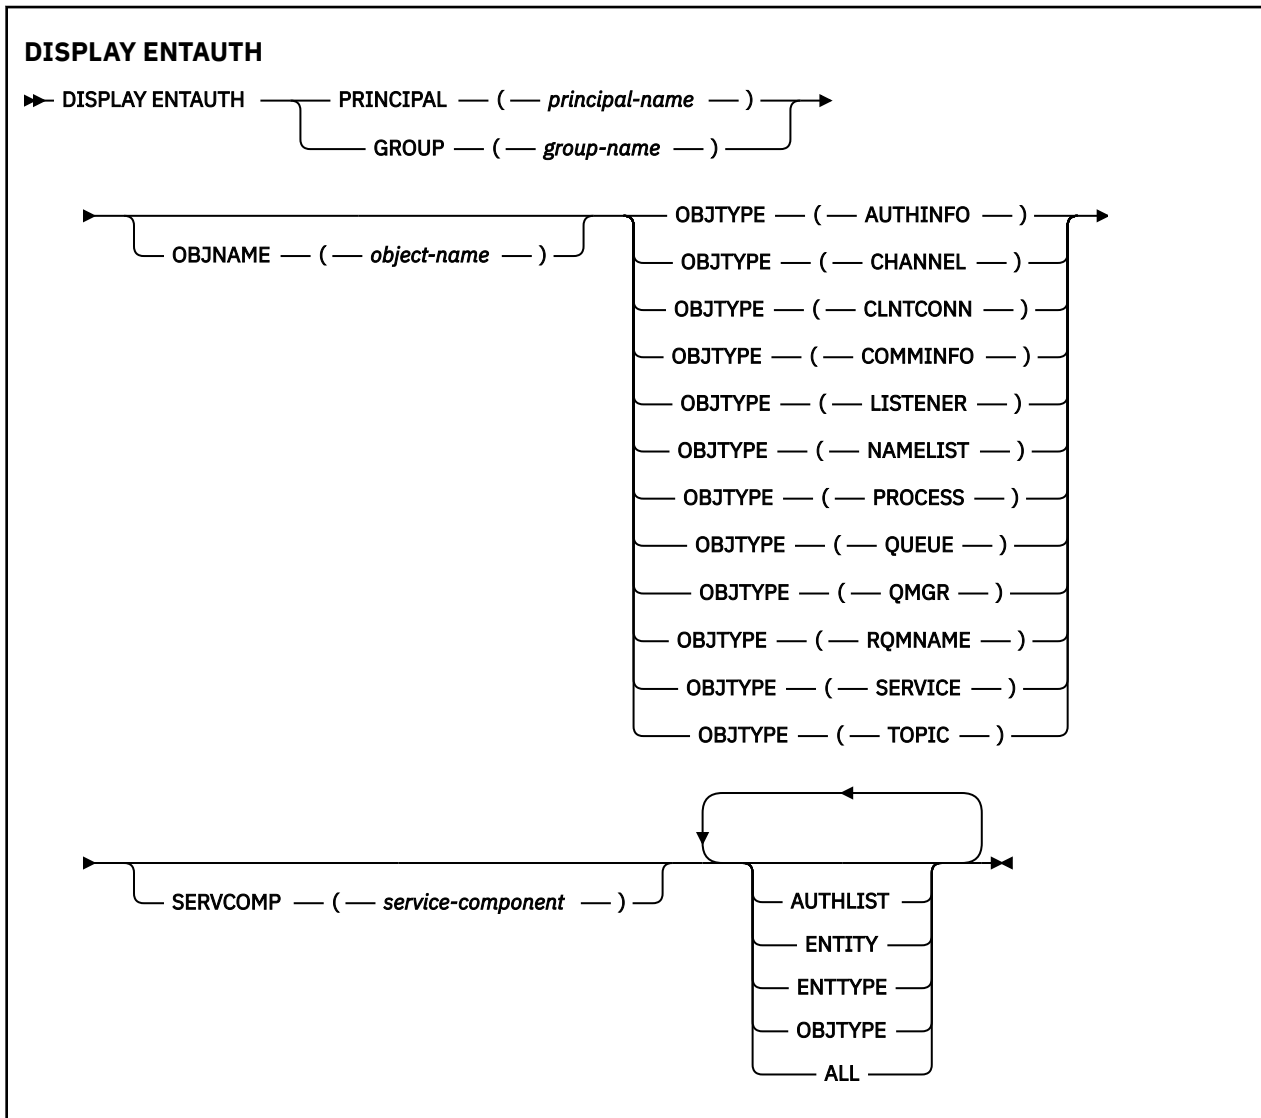 DISPLAY ENTAUTH
DISPLAY ENTAUTH PRINCIPAL ( principal-name )
GROUP ( group-name )
OBJTYPE ( AUTHINFO )
OBJNAME ( object-name )
OBJTYPE ( CHANNEL )
OBJTYPE ( CLNTCONN )
OBJTYPE ( COMMINFO )
OBJTYPE ( LISTENER )
OBJTYPE ( NAMELIST )
OBJTYPE ( PROCESS )
OBJTYPE ( QUEUE )
OBJTYPE ( QMGR )
OBJTYPE ( RQMNAME )
OBJTYPE ( SERVICE )
OBJTYPE ( TOPIC )
SERVCOMP ( service-component )
AUTHLIST
ENTITY
ENTTYPE
OBJTYPE
ALL